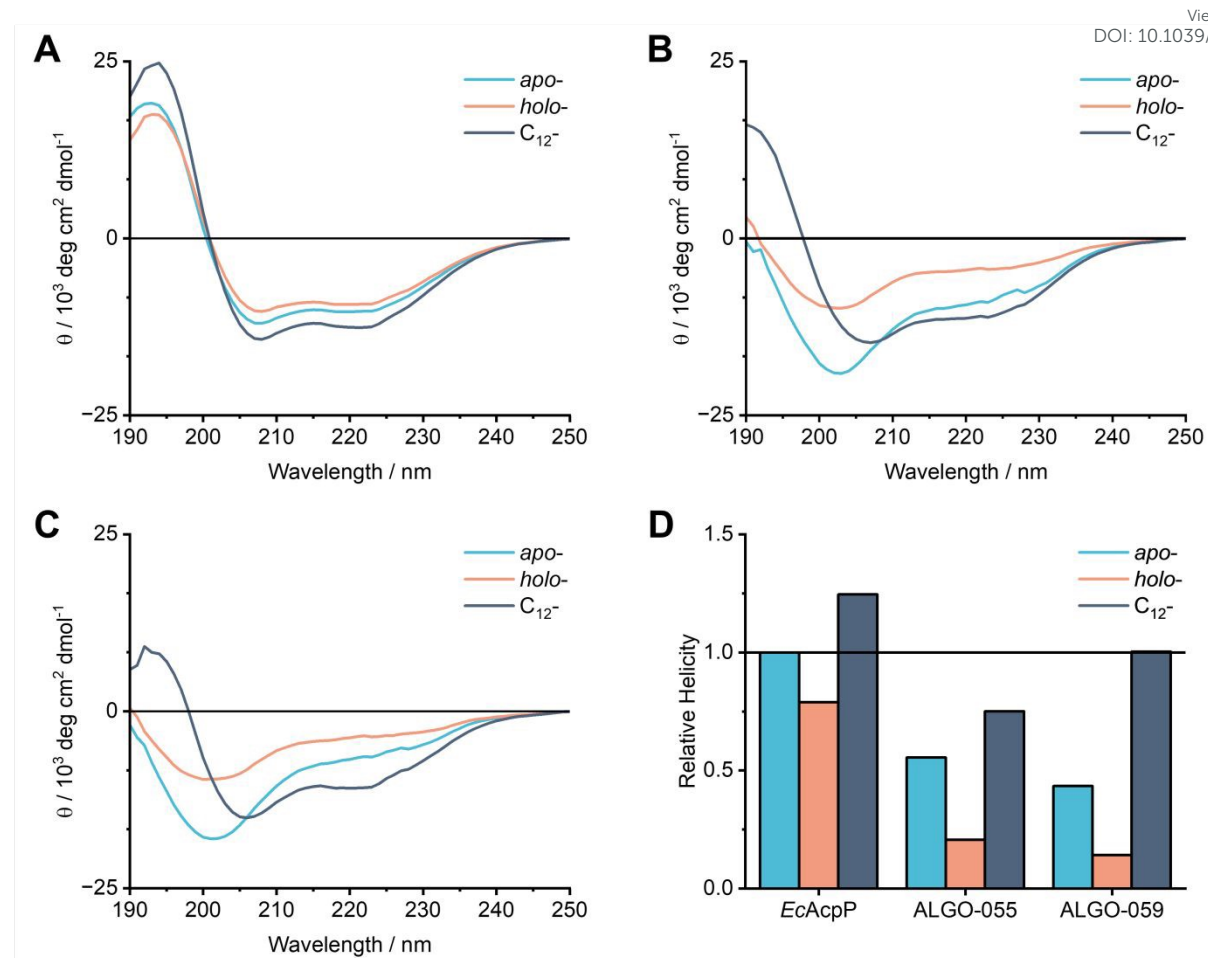 Vie
DOI: 10.1039/
A
25
0
−25
190 200 210 220 230 240 250
Wavelength / nm
θ / 10³ deg cm² dmol⁻¹
apo-
holo-
C₁₂-
B
25
0
−25
190 200 210 220 230 240 250
Wavelength / nm
θ / 10³ deg cm² dmol⁻¹
apo-
holo-
C₁₂-
C
25
0
−25
190 200 210 220 230 240 250
Wavelength / nm
θ / 10³ deg cm² dmol⁻¹
apo-
holo-
C₁₂-
D
1.5
1.0
0.5
0.0
Relative Helicity
EcAcpP ALGO-055 ALGO-059
apo-
holo-
C₁₂-